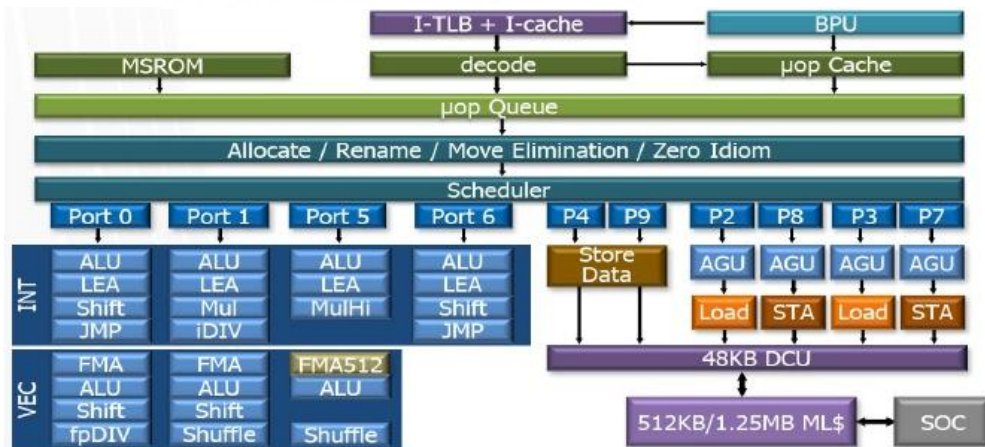 I-TLB + I-cache
BPU
MSROM
decode
μop Cache
μop Queue
Allocate / Rename / Move Elimination / Zero Idiom
Scheduler
Port 0
Port 1
Port 5
Port 6
P4
P9
P2
P8
P3
P7
INT
ALU
LEA
Shift
JMP
ALU
LEA
Mul
iDIV
ALU
LEA
MulHi
ALU
LEA
Shift
JMP
Store
Data
AGU
AGU
AGU
AGU
Load
STA
Load
STA
48KB DCU
VEC
FMA
ALU
Shift
fpDIV
FMA
ALU
Shift
Shuffle
FMA512
ALU
Shuffle
512KB/1.25MB ML$
SOC